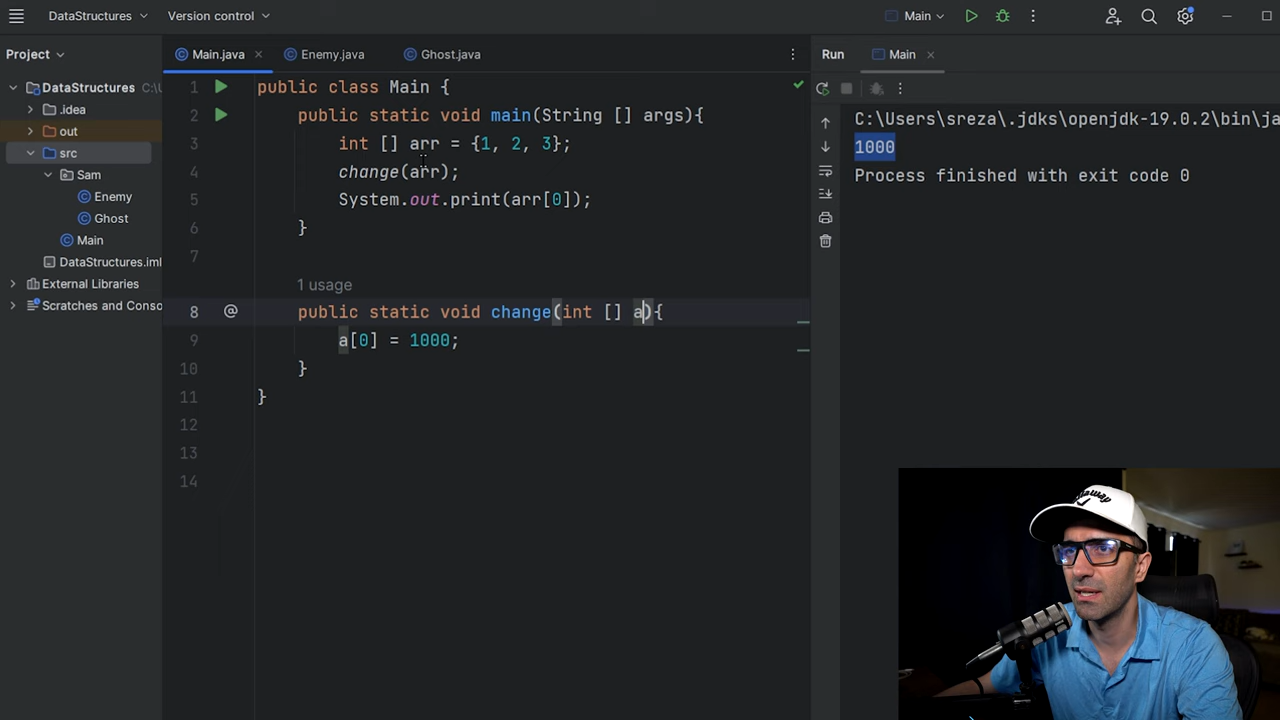 DataStructures
Version control
Main
Project
Main.java
Enemy.java
Ghost.java
Run
Main
DataStructures C:\U
.idea
out
src
Sam
Enemy
Ghost
Main
DataStructures.iml
External Libraries
Scratches and Conso
1 public class Main {
2 public static void main(String [] args){
3 int [] arr = {1, 2, 3};
4 change(arr);
5 System.out.print(arr[0]);
6 }
7
1 usage
8 @ public static void change(int [] a){
9 a[0] = 1000;
10 }
11 }
12
13
14
C:\Users\sreza\.jdks\openjdk-19.0.2\bin\ja
1000
Process finished with exit code 0